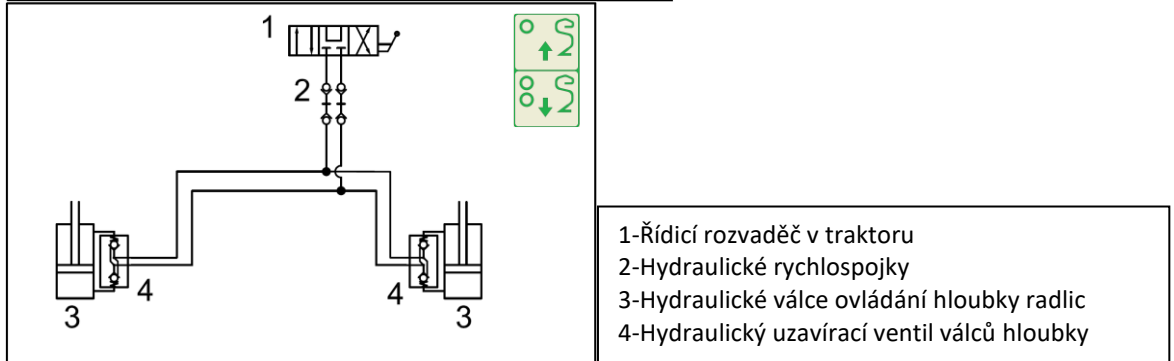 1
2
4
3
4
3
1-Řídicí rozvaděč v traktoru
2-Hydraulické rychlospojky
3-Hydraulické válce ovládání hloubky radlic
4-Hydraulický uzavírací ventil válců hloubky